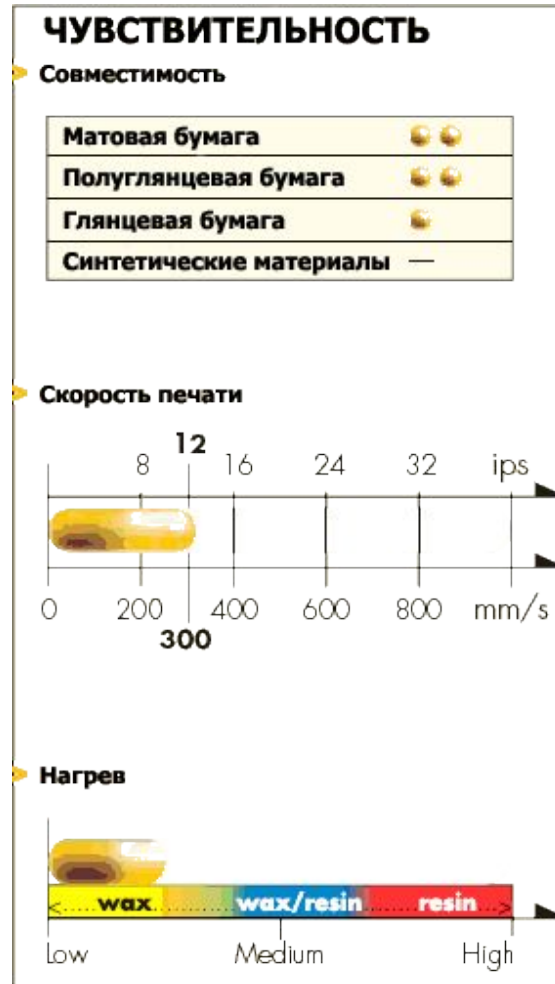 ЧУВСТВИТЕЛЬНОСТЬ
Совместимость
Матовая бумага
Полуглянцевая бумага
Глянцевая бумага
Синтетические материалы —
Скорость печати
8 12 16 24 32 ips
0 200 300 400 600 800 mm/s
Нагрев
wax wax/resin resin
Low Medium High